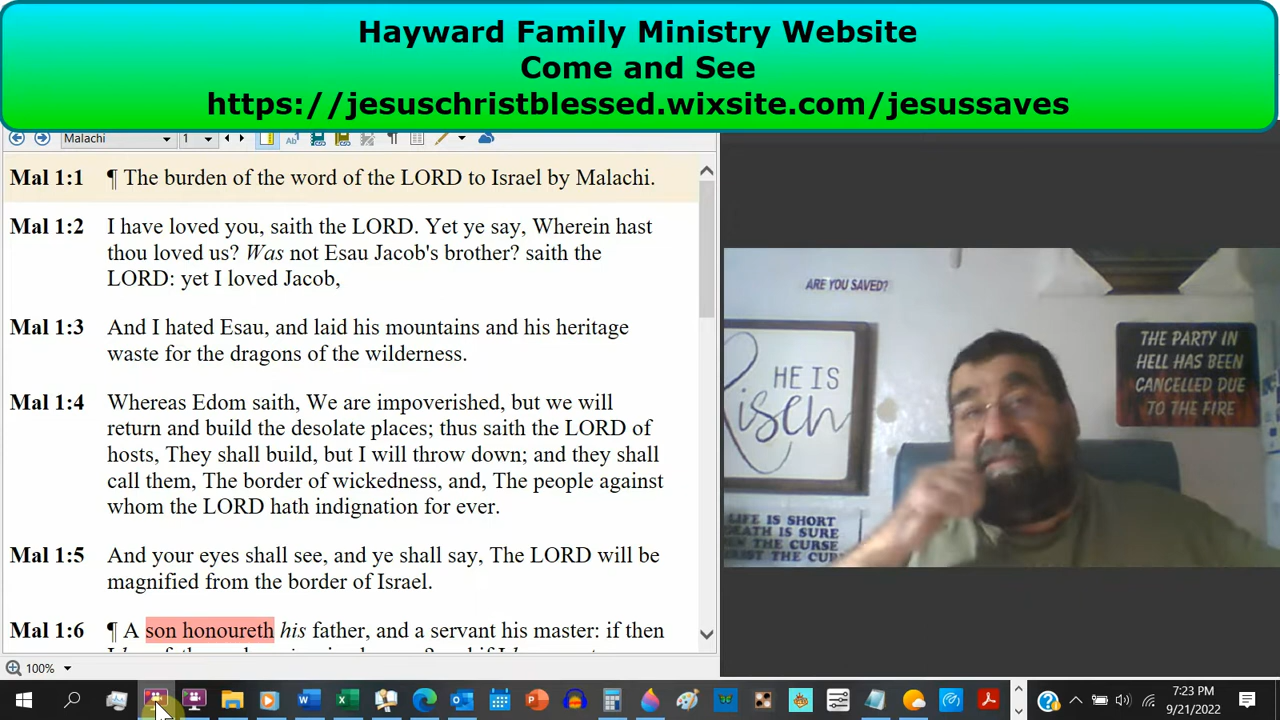 Hayward Family Ministry Website
Come and See
https://jesuschristblessed.wixsite.com/jesussaves
Malachi
1
Mal 1:1 ¶ The burden of the word of the LORD to Israel by Malachi.
Mal 1:2 I have loved you, saith the LORD. Yet ye say, Wherein hast
thou loved us? Was not Esau Jacob's brother? saith the
LORD: yet I loved Jacob,
Mal 1:3 And I hated Esau, and laid his mountains and his heritage
waste for the dragons of the wilderness.
Mal 1:4 Whereas Edom saith, We are impoverished, but we will
return and build the desolate places; thus saith the LORD of
hosts, They shall build, but I will throw down; and they shall
call them, The border of wickedness, and, The people against
whom the LORD hath indignation for ever.
Mal 1:5 And your eyes shall see, and ye shall say, The LORD will be
magnified from the border of Israel.
Mal 1:6 ¶ A son honoureth his father, and a servant his master: if then
100%
ARE YOU SAVED?
HE IS
Risen
THE PARTY IN
HELL HAS BEEN
CANCELLED DUE
TO THE FIRE
LIFE IS SHORT
DEATH IS SURE
THE CURSE
7:23 PM
9/21/2022